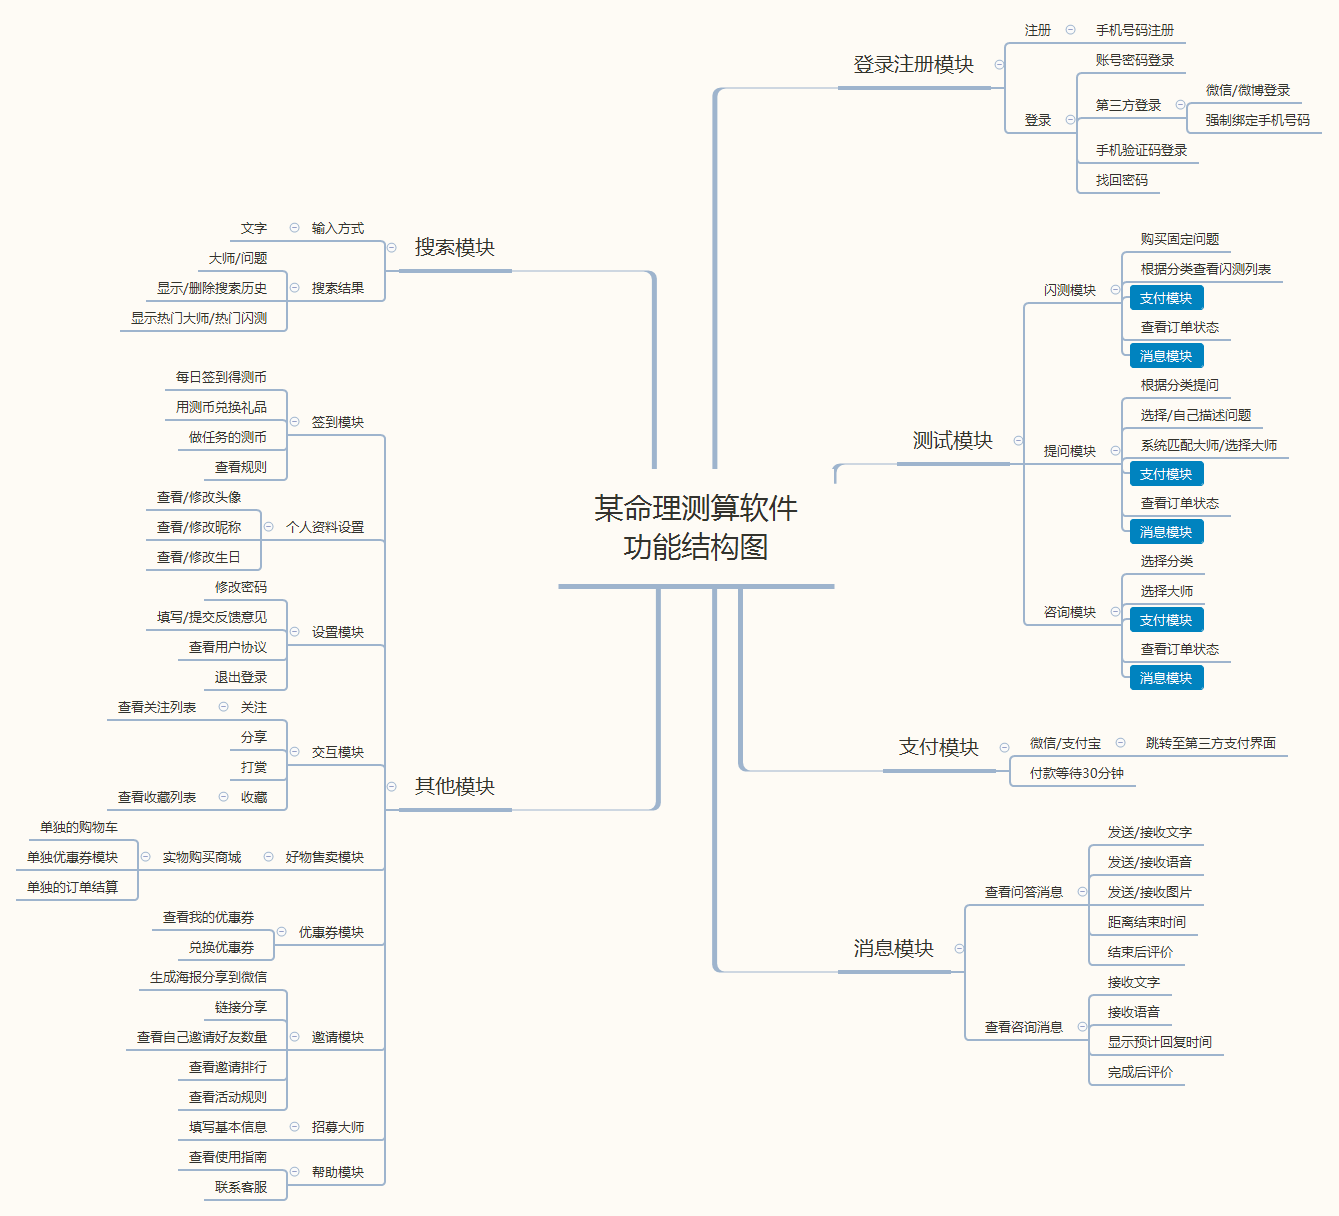 某命理测算软件
功能结构图
登录注册模块
注册
手机号码注册
登录
账号密码登录
第三方登录
微信/微博登录
强制绑定手机号码
手机验证码登录
找回密码
测试模块
闪测模块
购买固定问题
根据分类查看闪测列表
支付模块
查看订单状态
消息模块
提问模块
根据分类提问
选择/自己描述问题
系统匹配大师/选择大师
支付模块
查看订单状态
消息模块
咨询模块
选择分类
选择大师
支付模块
查看订单状态
消息模块
支付模块
微信/支付宝
跳转至第三方支付界面
付款等待30分钟
消息模块
查看问答消息
发送/接收文字
发送/接收语音
发送/接收图片
距离结束时间
结束后评价
查看咨询消息
接收文字
接收语音
显示预计回复时间
完成后评价
搜索模块
输入方式
文字
搜索结果
大师/问题
显示/删除搜索历史
显示热门大师/热门闪测
其他模块
签到模块
每日签到得测币
用测币兑换礼品
做任务的测币
查看规则
个人资料设置
查看/修改头像
查看/修改昵称
查看/修改生日
设置模块
修改密码
填写/提交反馈意见
查看用户协议
退出登录
交互模块
关注
查看关注列表
分享
打赏
收藏
查看收藏列表
好物售卖模块
实物购买商城
单独的购物车
单独优惠券模块
单独的订单结算
优惠券模块
查看我的优惠券
兑换优惠券
邀请模块
生成海报分享到微信
链接分享
查看自己邀请好友数量
查看邀请排行
查看活动规则
招募大师
填写基本信息
帮助模块
查看使用指南
联系客服